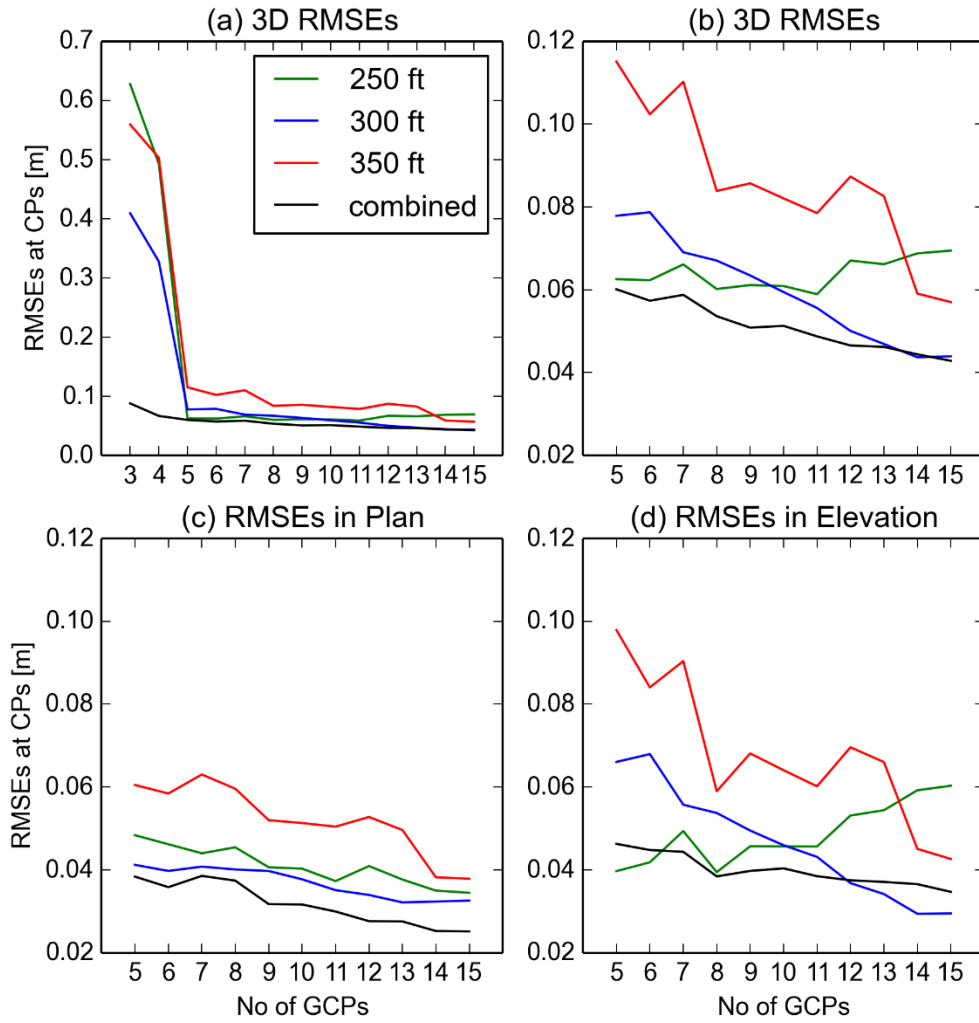 (a) 3D RMSEs
(b) 3D RMSEs
RMSEs at CPs [m]
0.7
0.6
0.5
0.4
0.3
0.2
0.1
0.0
250 ft
300 ft
350 ft
combined
3 4 5 6 7 8 9 10 11 12 13 14 15
0.12
0.10
0.08
0.06
0.04
0.02
5 6 7 8 9 10 11 12 13 14 15
(c) RMSEs in Plan
(d) RMSEs in Elevation
RMSEs at CPs [m]
0.12
0.10
0.08
0.06
0.04
0.02
5 6 7 8 9 10 11 12 13 14 15
No of GCPs
0.12
0.10
0.08
0.06
0.04
0.02
5 6 7 8 9 10 11 12 13 14 15
No of GCPs